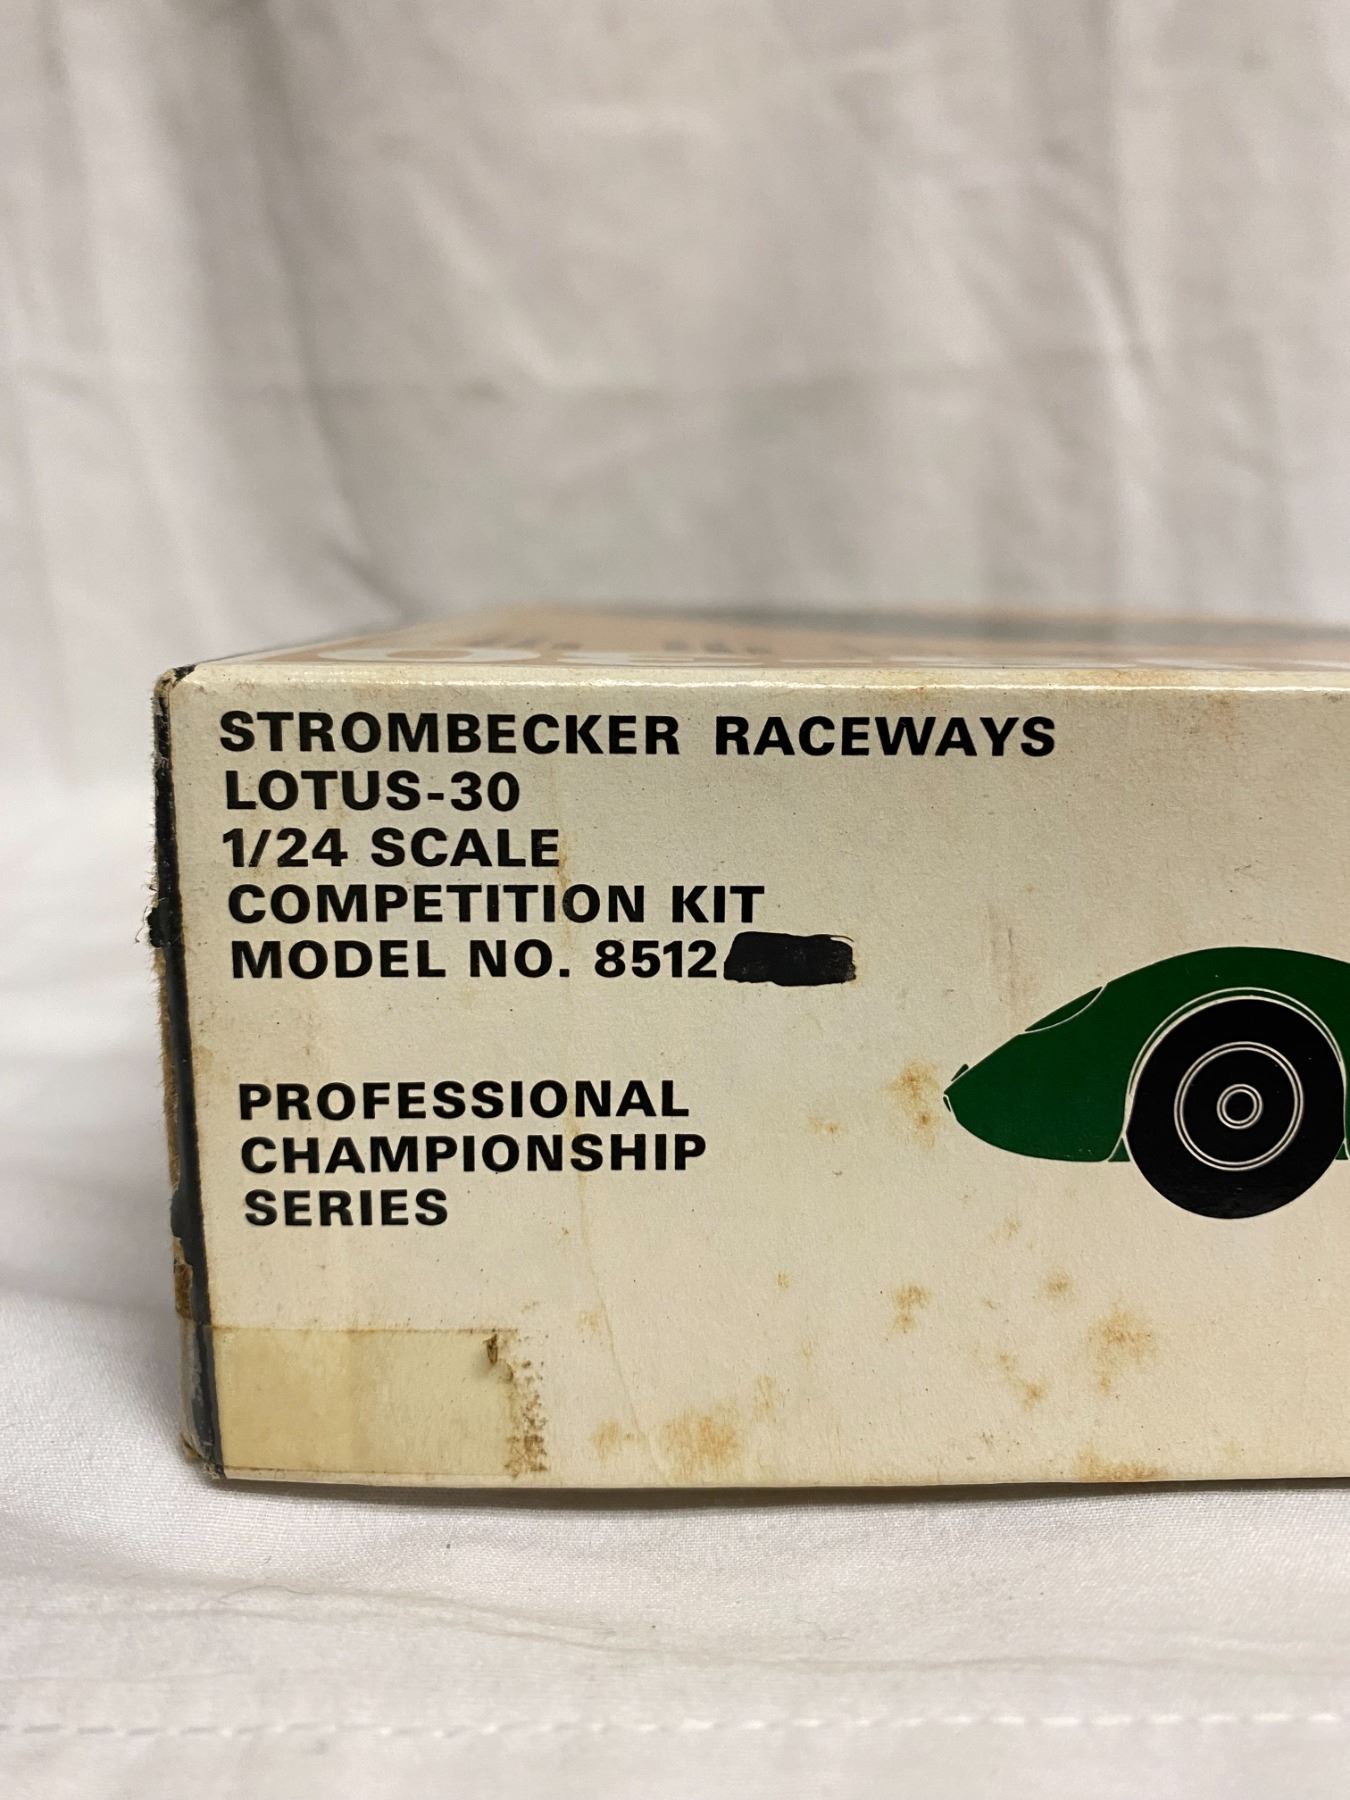 STROMBECKER RACEWAYS
LOTUS-30
1/24 SCALE
COMPETITION KIT
MODEL NO. 8512
PROFESSIONAL
CHAMPIONSHIP
SERIES